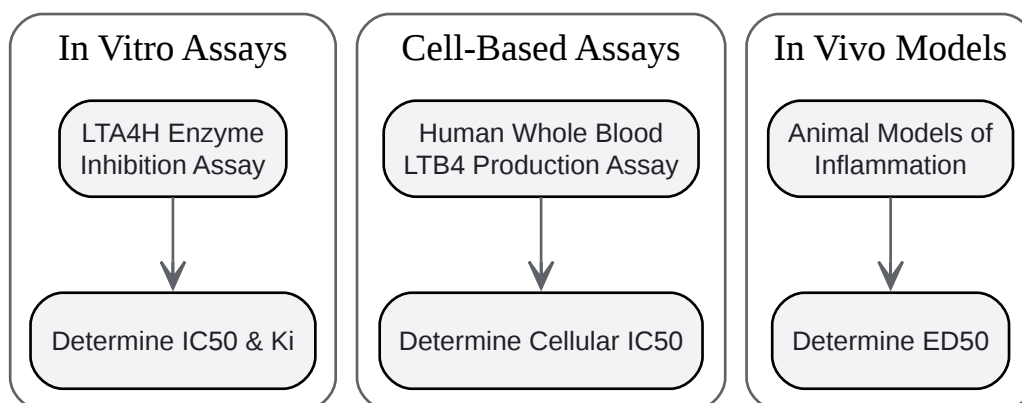 In Vitro Assays
LTA4H Enzyme
Inhibition Assay
Determine IC50 & Ki
Cell-Based Assays
Human Whole Blood
LTB4 Production Assay
Determine Cellular IC50
In Vivo Models
Animal Models of
Inflammation
Determine ED50